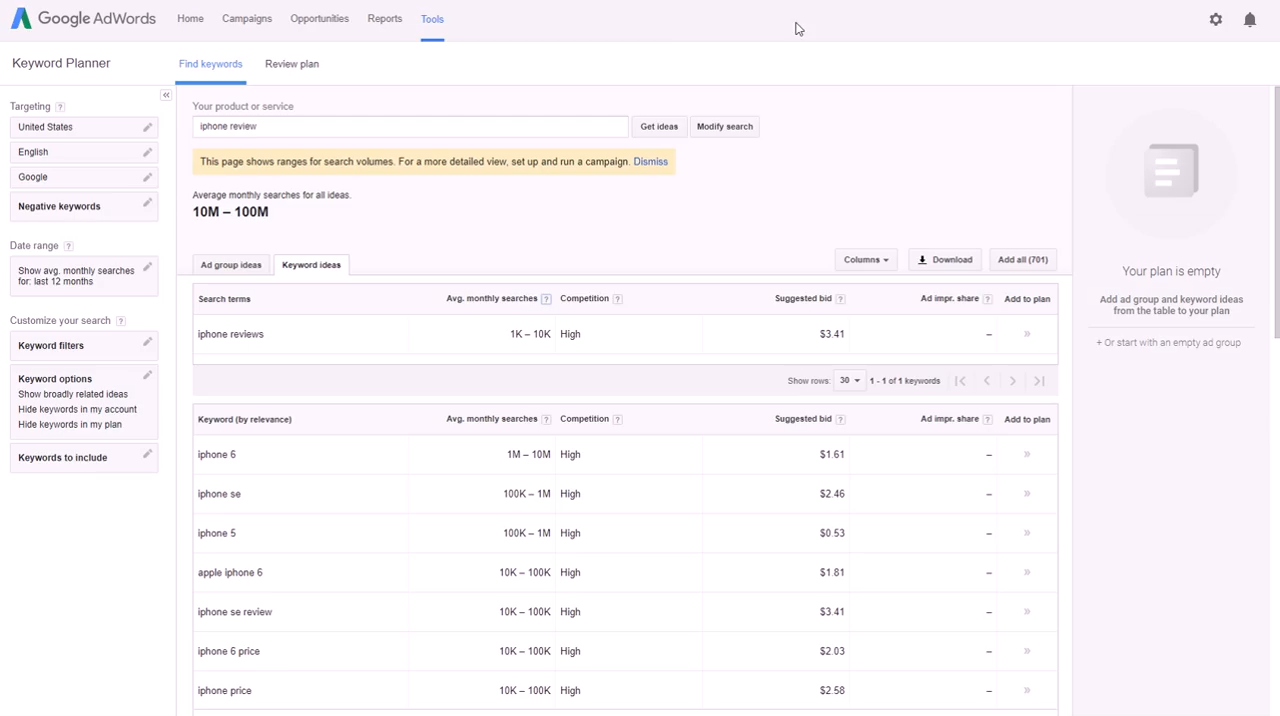 Google AdWords Home Campaigns Opportunities Reports Tools
Keyword Planner Find keywords Review plan
«
Targeting ?
United States
English
Google
Negative keywords
Date range ?
Show avg. monthly searches
for: last 12 months
Customize your search ?
Keyword filters
Keyword options
Show broadly related ideas
Hide keywords in my account
Hide keywords in my plan
Keywords to include
Your product or service
iphone review Get ideas Modify search
This page shows ranges for search volumes. For a more detailed view, set up and run a campaign. Dismiss
Average monthly searches for all ideas.
10M – 100M
Ad group ideas Keyword ideas Columns Download Add all (701)
Search terms Avg. monthly searches ? Competition ? Suggested bid ? Ad impr. share ? Add to plan
iphone reviews 1K – 10K High $3.41 – »
Show rows: 30 1 - 1 of 1 keywords
Keyword (by relevance) Avg. monthly searches ? Competition ? Suggested bid ? Ad impr. share ? Add to plan
iphone 6 1M – 10M High $1.61 – »
iphone se 100K – 1M High $2.46 – »
iphone 5 100K – 1M High $0.53 – »
apple iphone 6 10K – 100K High $1.81 – »
iphone se review 10K – 100K High $3.41 – »
iphone 6 price 10K – 100K High $2.03 – »
iphone price 10K – 100K High $2.58 – »
Your plan is empty
Add ad group and keyword ideas
from the table to your plan
+ Or start with an empty ad group